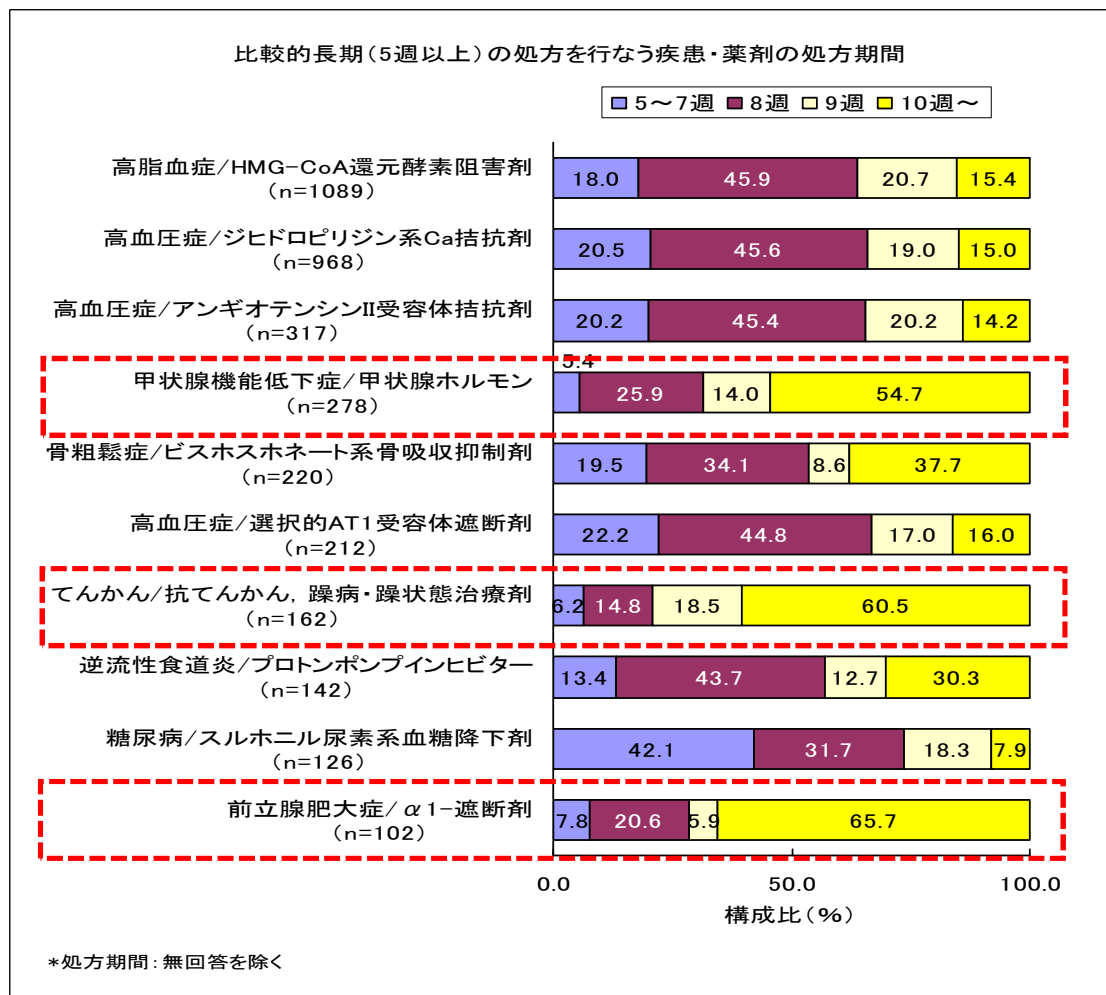 比較的長期(5週以上)の処方を行なう疾患・薬剤の処方期間
5～7週 8週 9週 10週～
高脂血症/HMG-CoA還元酵素阻害剤
(n=1089)
18.0 45.9 20.7 15.4
高血圧症/ジヒドロピリジン系Ca拮抗剤
(n=968)
20.5 45.6 19.0 15.0
高血圧症/アンギオテンシンII受容体拮抗剤
(n=317)
20.2 45.4 20.2 14.2
甲状腺機能低下症/甲状腺ホルモン
(n=278)
5.4 25.9 14.0 54.7
骨粗鬆症/ビスホスホネート系骨吸収抑制剤
(n=220)
19.5 34.1 8.6 37.7
高血圧症/選択的AT1受容体遮断剤
(n=212)
22.2 44.8 17.0 16.0
てんかん/抗てんかん, 躁病・躁状態治療剤
(n=162)
6.2 14.8 18.5 60.5
逆流性食道炎/プロトンポンプインヒビター
(n=142)
13.4 43.7 12.7 30.3
糖尿病/スルホニル尿素系血糖降下剤
(n=126)
42.1 31.7 18.3 7.9
前立腺肥大症/α1-遮断剤
(n=102)
7.8 20.6 5.9 65.7
0.0 50.0 100.0
構成比(%)
*処方期間:無回答を除く